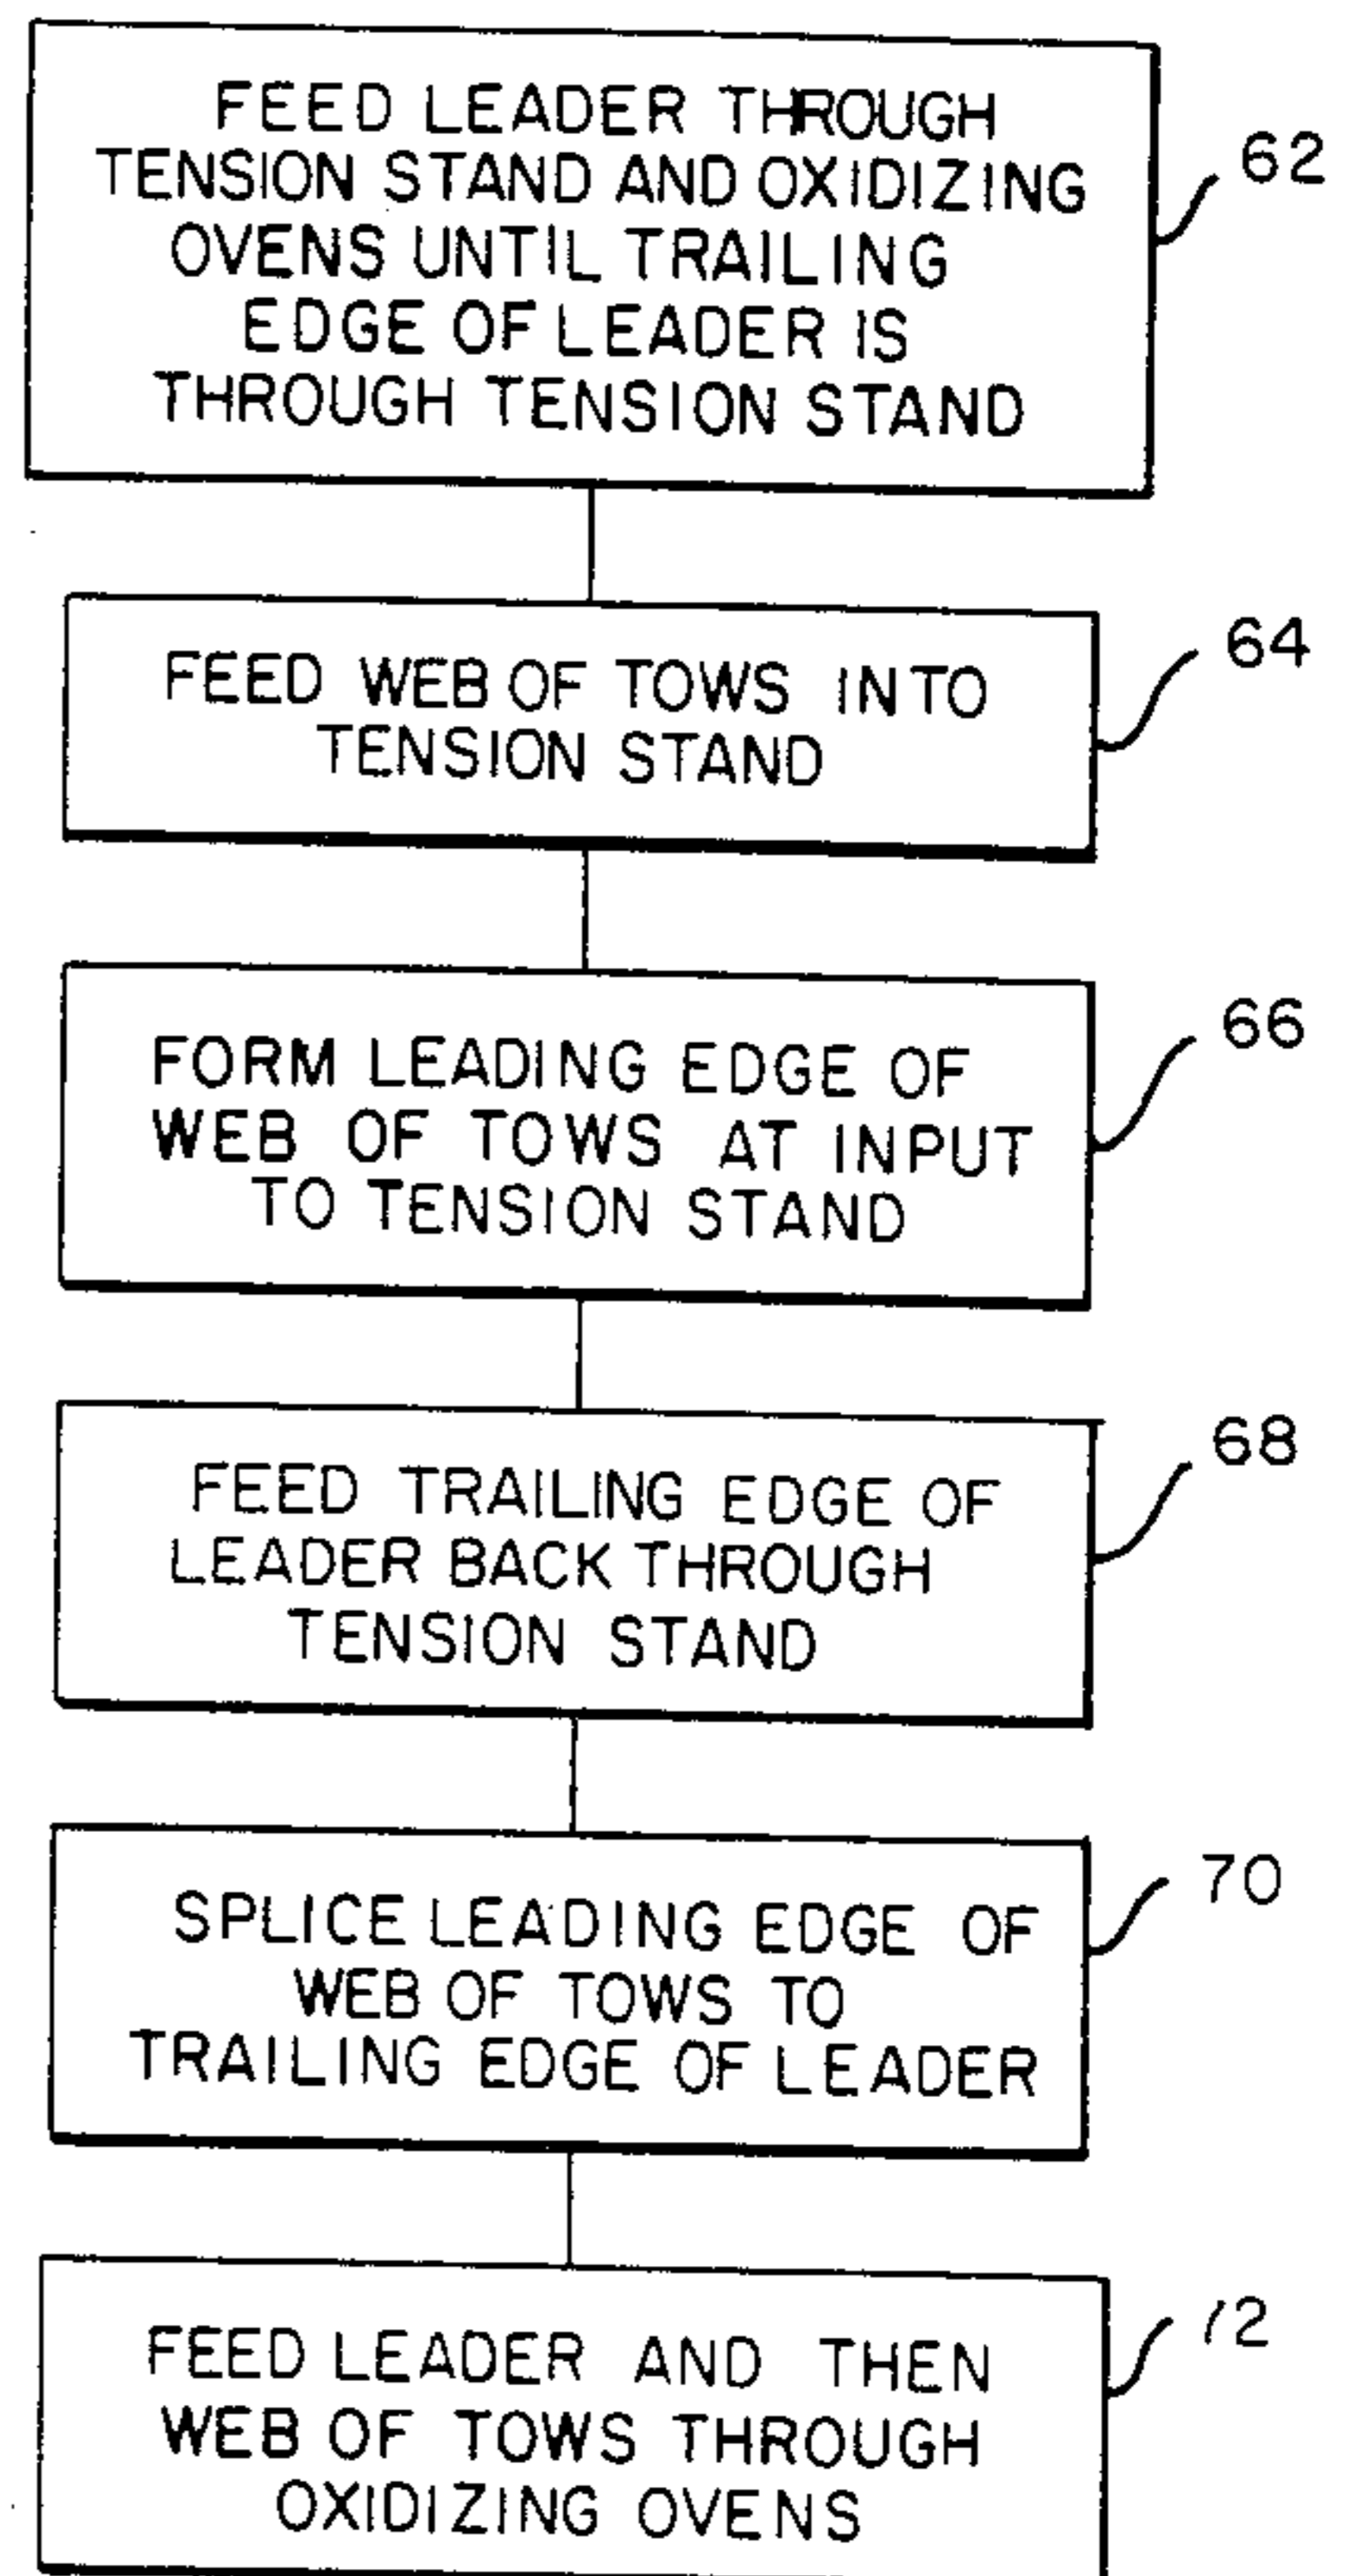 FEED LEADER THROUGH
TENSION STAND AND OXIDIZING
OVENS UNTIL TRAILING
EDGE OF LEADER IS
THROUGH TENSION STAND
62
FEED WEB OF TOWS INTO
TENSION STAND
64
FORM LEADING EDGE OF
WEB OF TOWS AT INPUT
TO TENSION STAND
66
FEED TRAILING EDGE OF
LEADER BACK THROUGH
TENSION STAND
68
SPLICE LEADING EDGE OF
WEB OF TOWS TO
TRAILING EDGE OF LEADER
70
FEED LEADER AND THEN
WEB OF TOWS THROUGH
OXIDIZING OVENS
72